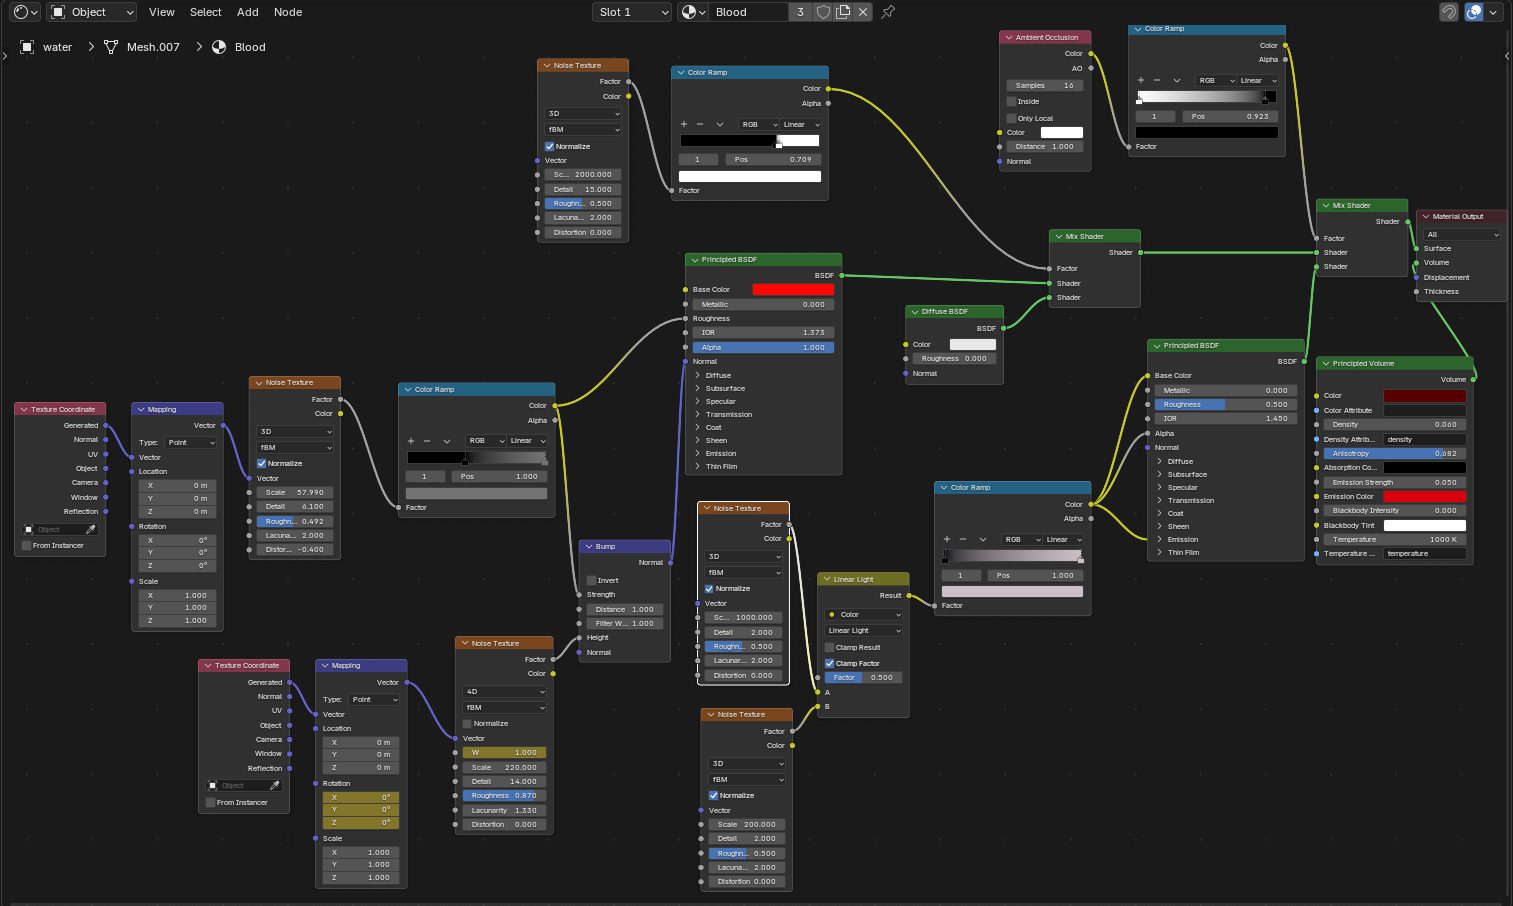 Object
View
Select
Add
Node
Slot 1
Blood
3
water
Mesh.007
Blood
Noise Texture
Factor
Color
3D
fBM
Normalize
Vector
Sc... 2000.000
Detail 15.000
Roughn... 0.500
Lacuna... 2.000
Distortion 0.000
Color Ramp
Color
Alpha
RGB
Linear
1
Pos 0.709
Factor
Ambient Occlusion
Color
AO
Samples 16
Inside
Only Local
Color
Distance 1.000
Normal
Color Ramp
Color
Alpha
RGB
Linear
1
Pos 0.923
Factor
Mix Shader
Shader
Factor
Shader
Shader
Material Output
All
Surface
Volume
Displacement
Thickness
Mix Shader
Shader
Factor
Shader
Shader
Principled BSDF
BSDF
Base Color
Metallic 0.000
Roughness
IOR 1.373
Alpha 1.000
Normal
Diffuse
Subsurface
Specular
Transmission
Coat
Sheen
Emission
Thin Film
Diffuse BSDF
BSDF
Color
Roughness 0.000
Normal
Principled BSDF
BSDF
Base Color
Metallic 0.000
Roughness 0.500
IOR 1.450
Alpha
Normal
Diffuse
Subsurface
Specular
Transmission
Coat
Sheen
Emission
Thin Film
Principled Volume
Volume
Color
Color Attribute
Density 0.060
Density Attrib... density
Anisotropy 0.682
Absorption Co...
Emission Strength 0.050
Emission Color
Blackbody Intensity 0.000
Blackbody Tint
Temperature 1000 K
Temperature ... temperature
Texture Coordinate
Generated
Normal
UV
Object
Camera
Window
Reflection
Object
From Instancer
Mapping
Vector
Type: Point
Vector
Location
X 0 m
Y 0 m
Z 0 m
Rotation
X 0°
Y 0°
Z 0°
Scale
X 1.000
Y 1.000
Z 1.000
Noise Texture
Factor
Color
3D
fBM
Normalize
Vector
Scale 57.990
Detail 6.100
Roughn... 0.492
Lacuna... 2.000
Distor... -0.400
Color Ramp
Color
Alpha
RGB
Linear
1
Pos 1.000
Factor
Bump
Normal
Invert
Strength
Distance 1.000
Filter W... 1.000
Height
Normal
Noise Texture
Factor
Color
3D
fBM
Normalize
Vector
Sc... 1000.000
Detail 2.000
Roughn... 0.500
Lacunar... 2.000
Distortion 0.000
Linear Light
Result
Color
Linear Light
Clamp Result
Clamp Factor
Factor 0.500
A
B
Color Ramp
Color
Alpha
RGB
Linear
1
Pos 1.000
Factor
Texture Coordinate
Generated
Normal
UV
Object
Camera
Window
Reflection
Object
From Instancer
Mapping
Vector
Type: Point
Vector
Location
X 0 m
Y 0 m
Z 0 m
Rotation
X 0°
Y 0°
Z 0°
Scale
X 1.000
Y 1.000
Z 1.000
Noise Texture
Factor
Color
4D
fBM
Normalize
Vector
W 1.000
Scale 220.000
Detail 14.000
Roughness 0.870
Lacunarity 1.330
Distortion 0.000
Noise Texture
Factor
Color
3D
fBM
Normalize
Vector
Scale 200.000
Detail 2.000
Roughn... 0.500
Lacuna... 2.000
Distortion 0.000